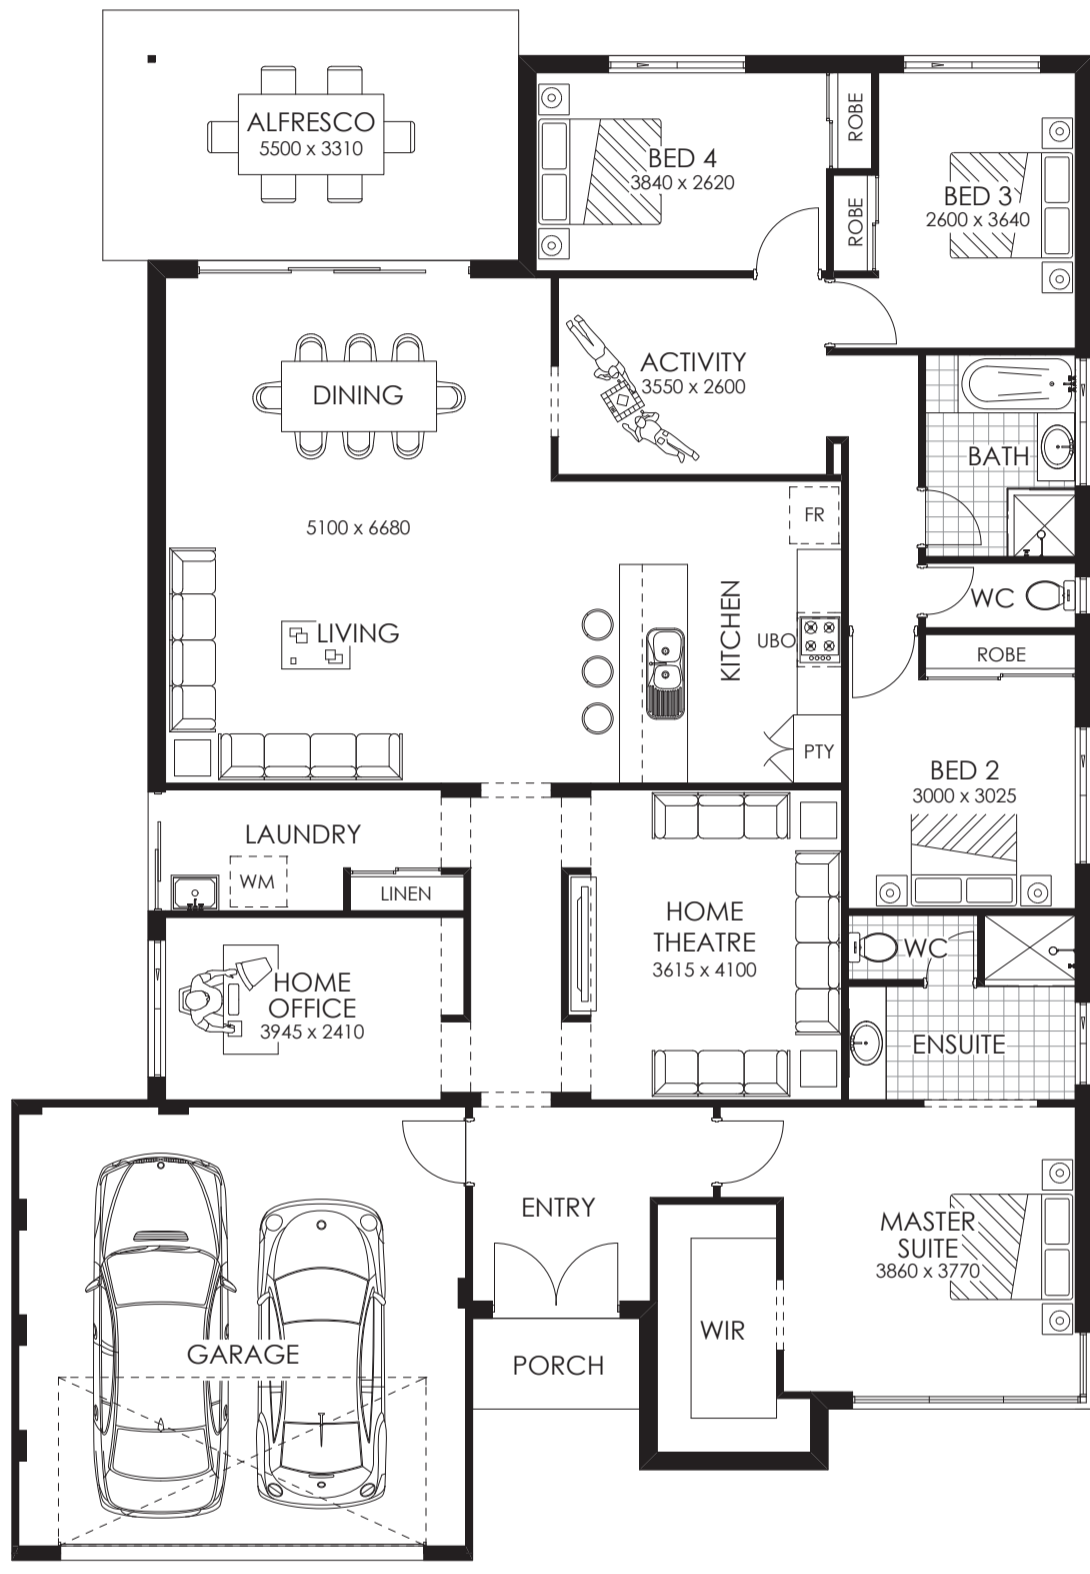 ALFRESCO
5500 x 3310
BED 4
3840 x 2620
ROBE
ROBE
BED 3
2600 x 3640
DINING
ACTIVITY
3550 x 2600
BATH
5100 x 6680
FR
KITCHEN
WC
LIVING
UBO
ROBE
PTY
BED 2
3000 x 3025
LAUNDRY
WM
LINEN
HOME
THEATRE
3615 x 4100
WC
HOME
OFFICE
3945 x 2410
ENSUITE
ENTRY
MASTER
SUITE
3860 x 3770
WIR
GARAGE
PORCH